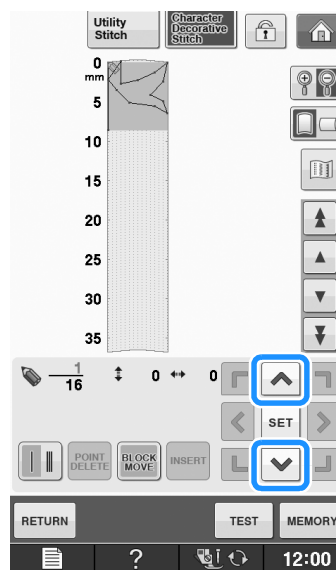 Utility
Stitch
Character
Decorative
Stitch
0
mm
5
10
15
20
25
30
35
1
16
0
0
SET
POINT
DELETE
BLOCK
MOVE
INSERT
RETURN
TEST
MEMORY
?
12:00